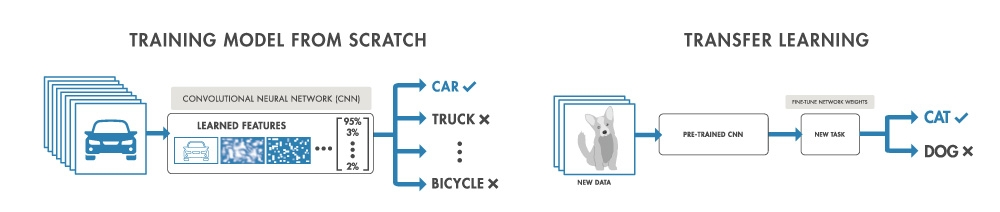 TRAINING MODEL FROM SCRATCH
CONVOLUTIONAL NEURAL NETWORK (CNN)
LEARNED FEATURES
95%
3%
2%
CAR
TRUCK
BICYCLE
TRANSFER LEARNING
NEW DATA
PRE-TRAINED CNN
FINE-TUNE NETWORK WEIGHTS
NEW TASK
CAT
DOG